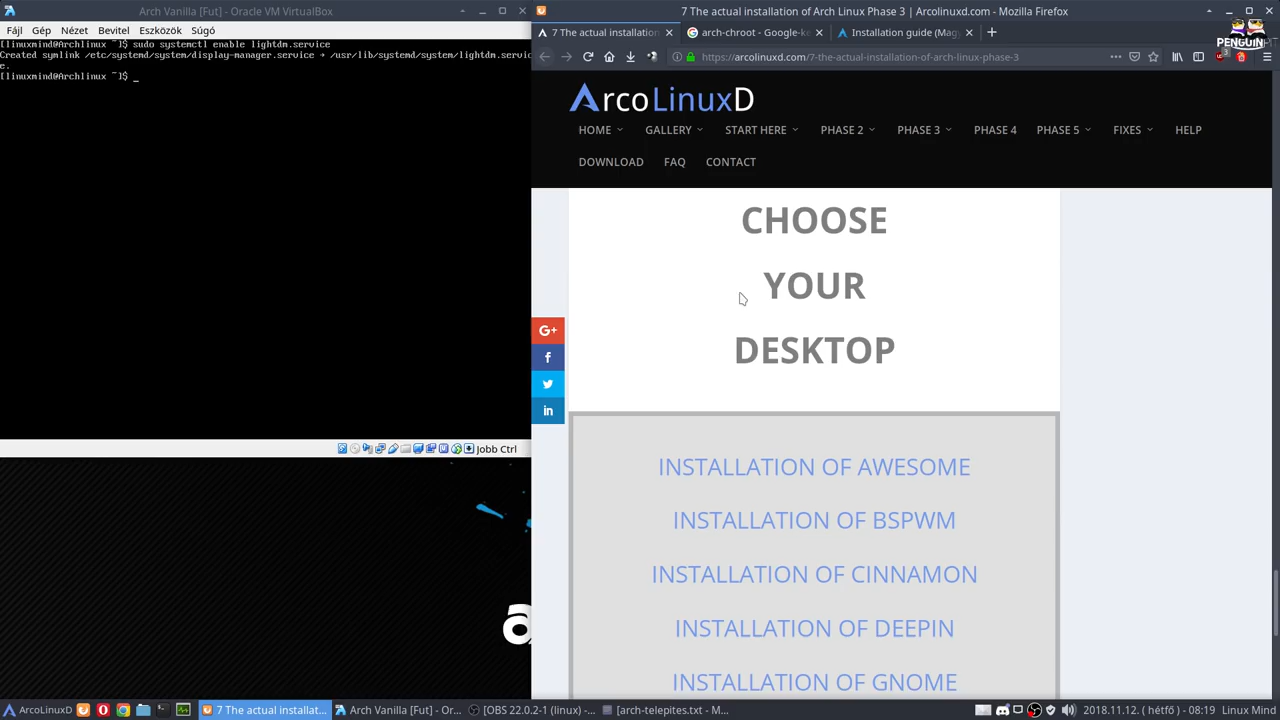 Arch Vanilla [Fut] - Oracle VM VirtualBox
Fájl Gép Nézet Bevitel Eszközök Súgó
[linuxmind@Archlinux ~]$ sudo systemctl enable lightdm.service
Created symlink /etc/systemd/system/display-manager.service → /usr/lib/systemd/system/lightdm.servic
e.
[linuxmind@Archlinux ~]$ _
Jobb Ctrl
7 The actual installation of Arch Linux Phase 3 | Arcolinuxd.com - Mozilla Firefox
7 The actual installation
arch-chroot - Google-ke
Installation guide (Mag
PENGUIN
https://arcolinuxd.com/7-the-actual-installation-of-arch-linux-phase-3
ArcoLinuxD
HOME GALLERY START HERE PHASE 2 PHASE 3 PHASE 4 PHASE 5 FIXES HELP
DOWNLOAD FAQ CONTACT
CHOOSE
YOUR
DESKTOP
G+
f
in
INSTALLATION OF AWESOME
INSTALLATION OF BSPWM
INSTALLATION OF CINNAMON
INSTALLATION OF DEEPIN
INSTALLATION OF GNOME
a
ArcoLinuxD 7 The actual installat... Arch Vanilla [Fut] - Or... [OBS 22.0.2-1 (linux) -... [arch-telepites.txt] - M... 2018.11.12. ( hétfő ) - 08:19 Linux Mind